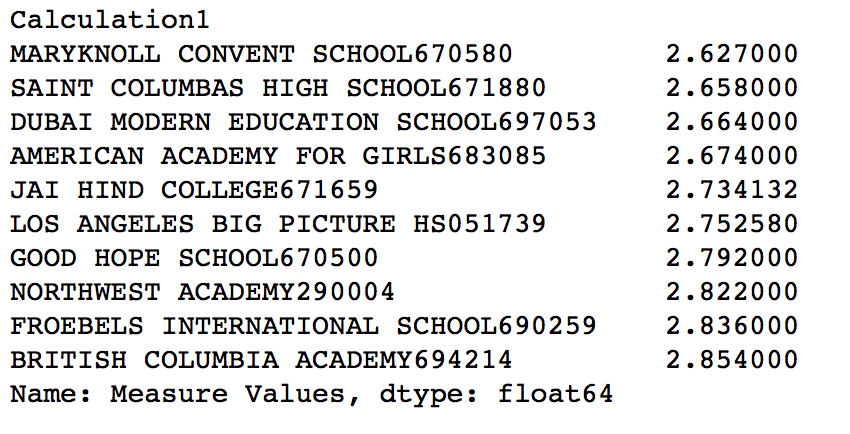 Calculation1
MARYKNOLL CONVENT SCHOOL670580 2.627000
SAINT COLUMBAS HIGH SCHOOL671880 2.658000
DUBAI MODERN EDUCATION SCHOOL697053 2.664000
AMERICAN ACADEMY FOR GIRLS683085 2.674000
JAI HIND COLLEGE671659 2.734132
LOS ANGELES BIG PICTURE HS051739 2.752580
GOOD HOPE SCHOOL670500 2.792000
NORTHWEST ACADEMY290004 2.822000
FROEBELS INTERNATIONAL SCHOOL690259 2.836000
BRITISH COLUMBIA ACADEMY694214 2.854000
Name: Measure Values, dtype: float64